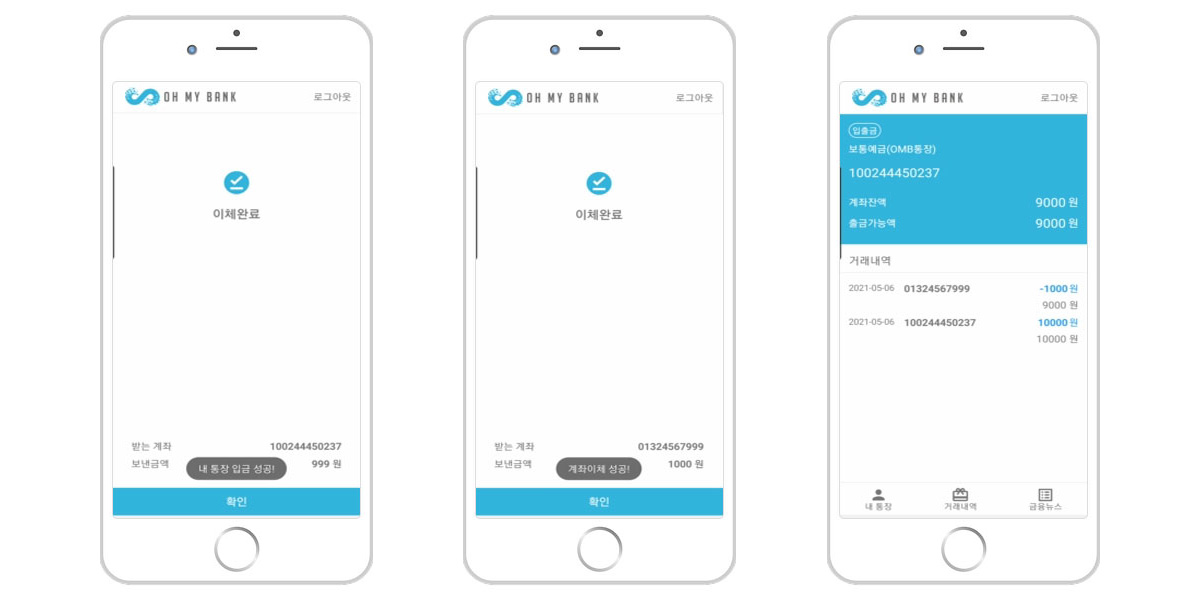 OH MY BANK 로그아웃
이체완료
받는 계좌 100244450237
보낸금액 999 원
내 통장 입금 성공!
확인
OH MY BANK 로그아웃
이체완료
받는 계좌 01324567999
보낸금액 1000 원
계좌이체 성공!
확인
OH MY BANK 로그아웃
입출금
보통예금(OMB통장)
100244450237
계좌잔액 9000 원
출금가능액 9000 원
거래내역
2021-05-06 01324567999 -1000 원
9000 원
2021-05-06 100244450237 10000 원
10000 원
내 통장 거래내역 금융뉴스